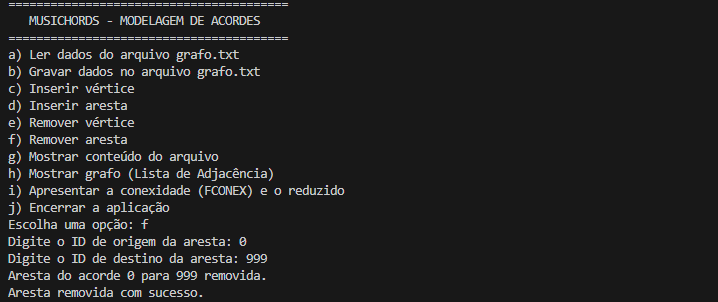 ========================================
MUSICHORDS - MODELAGEM DE ACORDES
========================================
a) Ler dados do arquivo grafo.txt
b) Gravar dados no arquivo grafo.txt
c) Inserir vértice
d) Inserir aresta
e) Remover vértice
f) Remover aresta
g) Mostrar conteúdo do arquivo
h) Mostrar grafo (Lista de Adjacência)
i) Apresentar a conexidade (FCONEX) e o reduzido
j) Encerrar a aplicação
Escolha uma opção: f
Digite o ID de origem da aresta: 0
Digite o ID de destino da aresta: 999
Aresta do acorde 0 para 999 removida.
Aresta removida com sucesso.